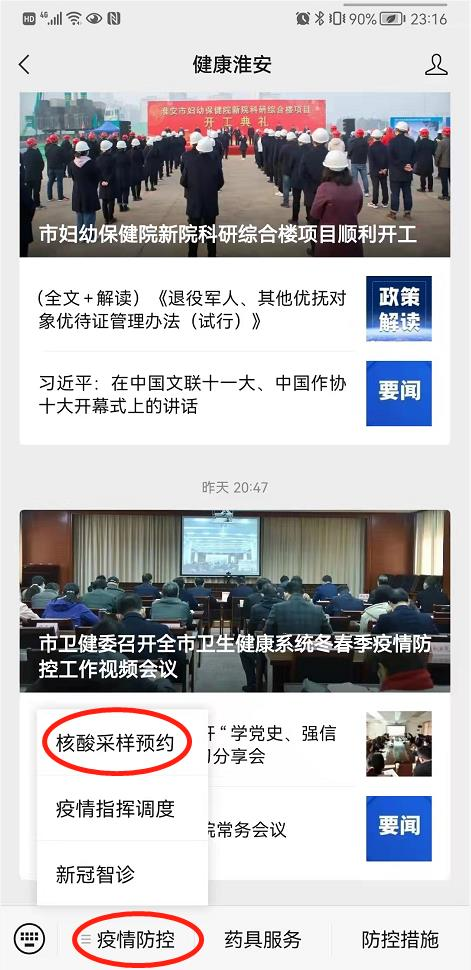 HD 4G 90% 23:16
健康淮安
淮安市妇幼保健院新院科研综合楼项目
开工典礼
市妇幼保健院新院科研综合楼项目顺利开工
(全文+解读)《退役军人、其他优抚对
象优待证管理办法(试行)》
政策
解读
习近平：在中国文联十一大、中国作协
十大开幕式上的讲话
要闻
昨天 20:47
市卫健委召开全市卫生健康系统冬春季疫情防
控工作视频会议
开“学党史、强信
分享会
常务会议
要闻
核酸采样预约
疫情指挥调度
新冠智诊
疫情防控
药具服务
防控措施